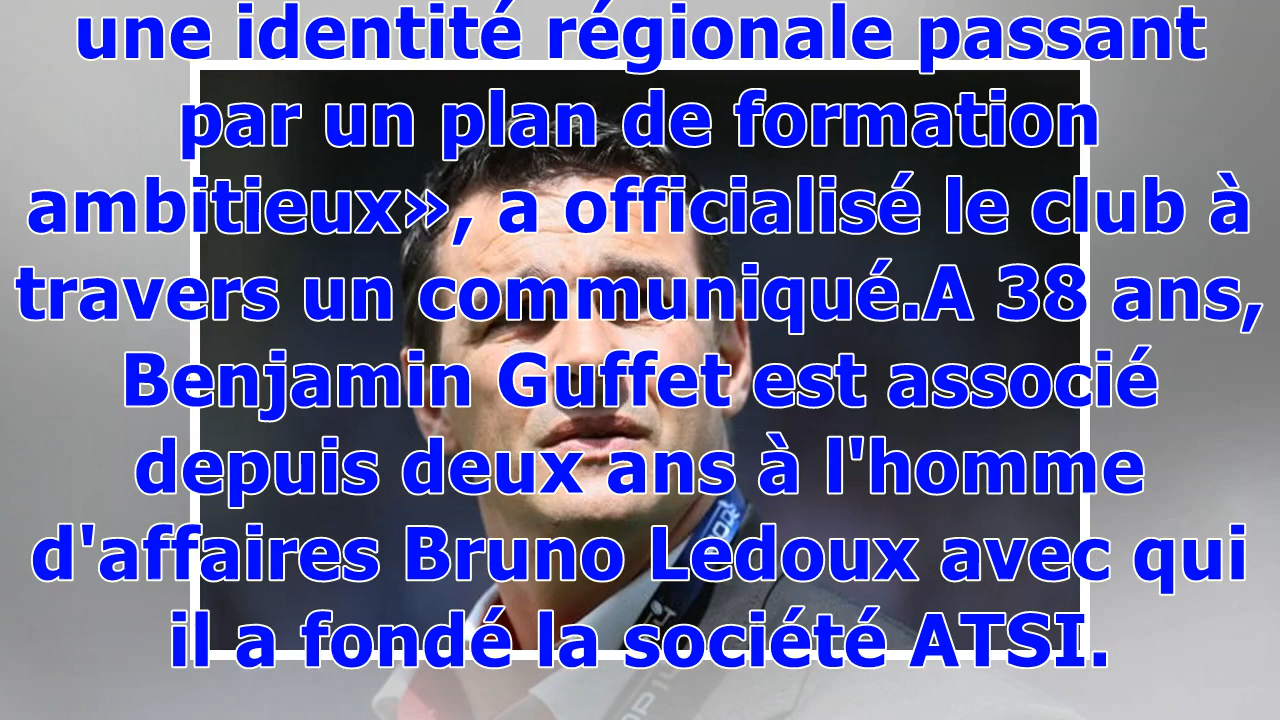 une identité régionale passant
par un plan de formation
ambitieux», a officialisé le club à
travers un communiqué.A 38 ans,
Benjamin Guffet est associé
depuis deux ans à l'homme
d'affaires Bruno Ledoux avec qui
il a fondé la société ATSI.